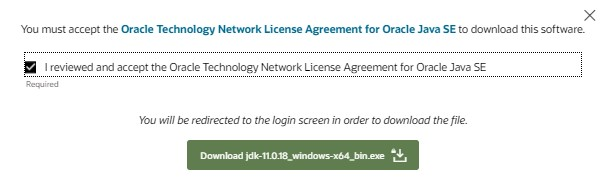 You must accept the Oracle Technology Network License Agreement for Oracle Java SE to download this software.
I reviewed and accept the Oracle Technology Network License Agreement for Oracle Java SE
Required
You will be redirected to the login screen in order to download the file.
Download jdk-11.0.18_windows-x64_bin.exe